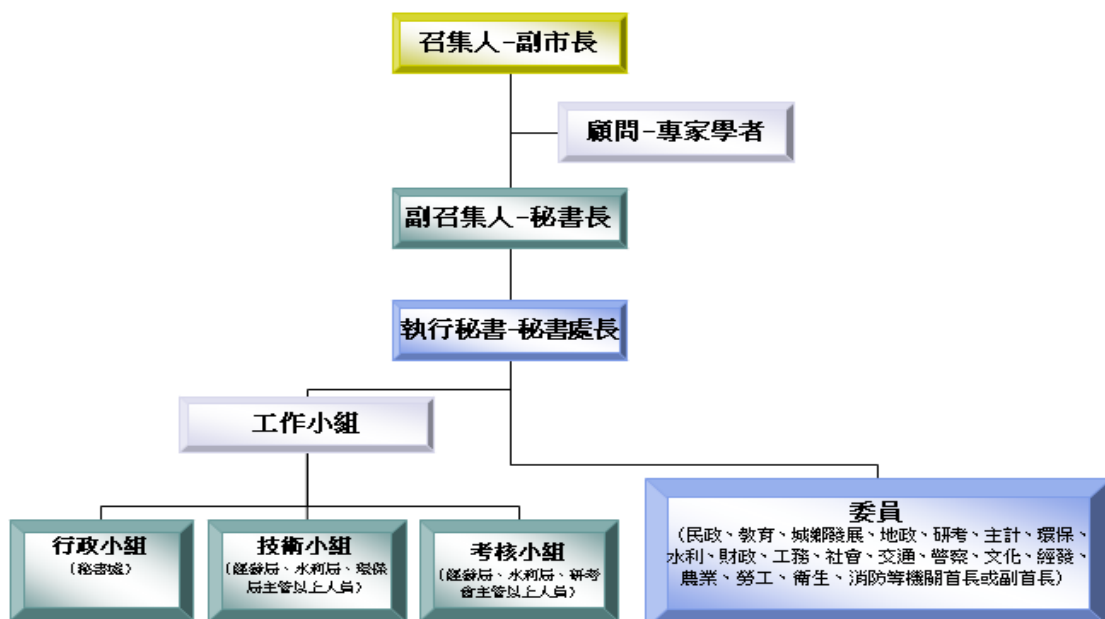 召集人-副市長
顧問-專家學者
副召集人-秘書長
執行秘書-秘書處長
工作小組
行政小組
(秘書處)
技術小組
(經發局、水利局、環保
局主管以上人員)
考核小組
(經發局、水利局、研考
會主管以上人員)
委員
(民政、教育、城鄉發展、地政、研考、主計、環保、
水利、財政、工務、社會、交通、警察、文化、經發、
農業、勞工、衛生、消防等機關首長或副首長)